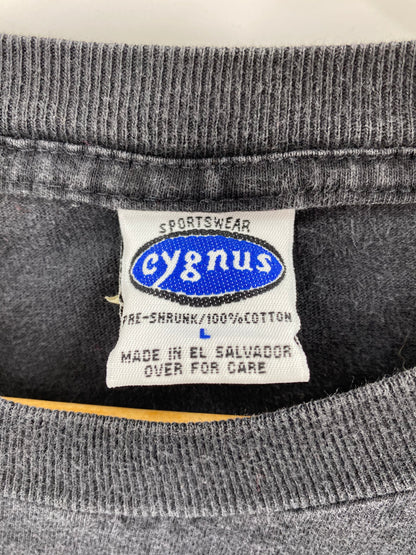 SPORTSWEAR
cygnus
PRE-SHRUNK/100%COTTON
L
MADE IN EL SALVADOR
OVER FOR CARE